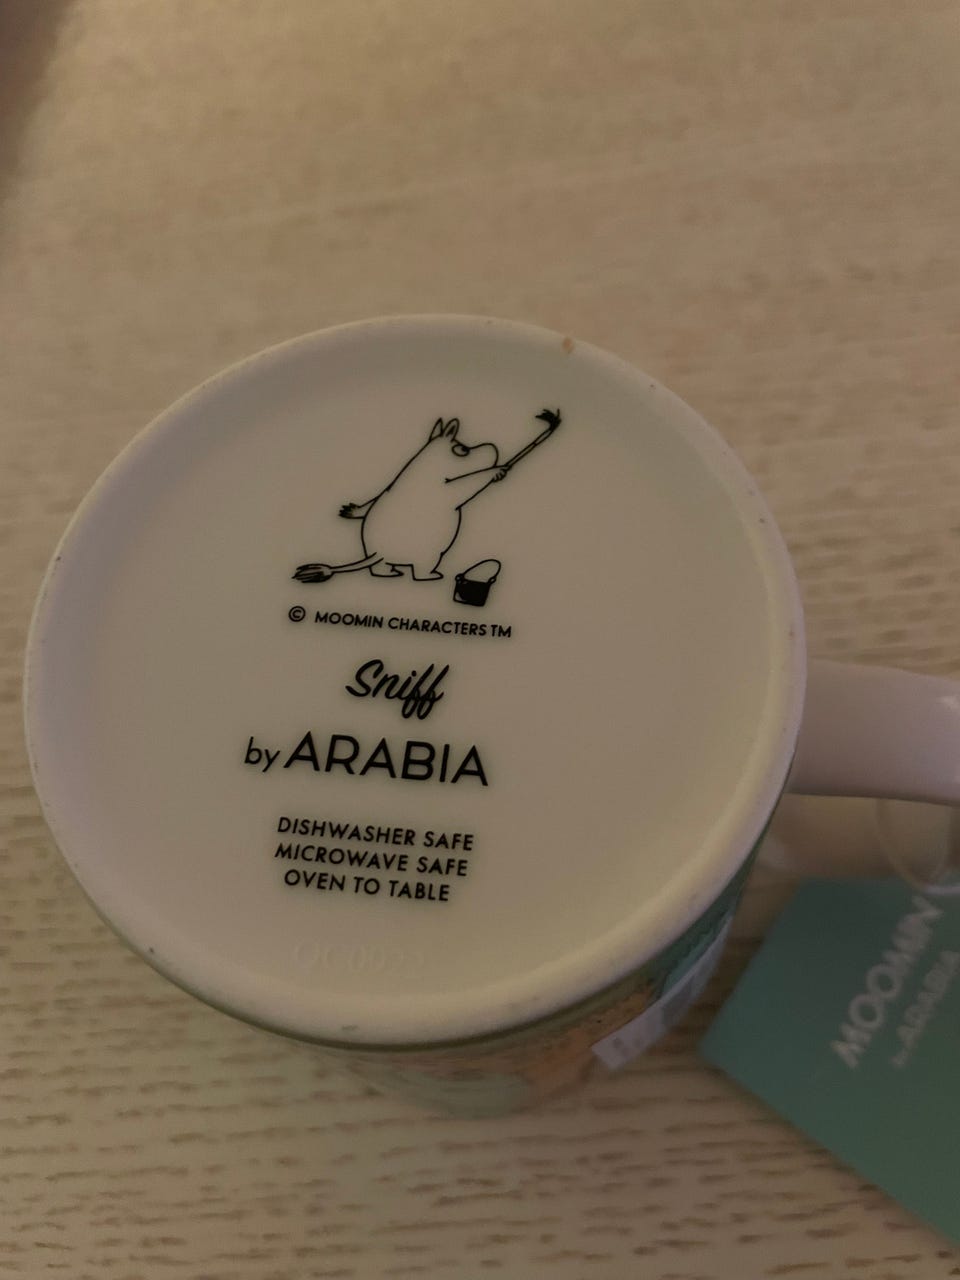 © MOOMIN CHARACTERS TM
Sniff
by ARABIA
DISHWASHER SAFE
MICROWAVE SAFE
OVEN TO TABLE
MOOMIN
by ARABIA